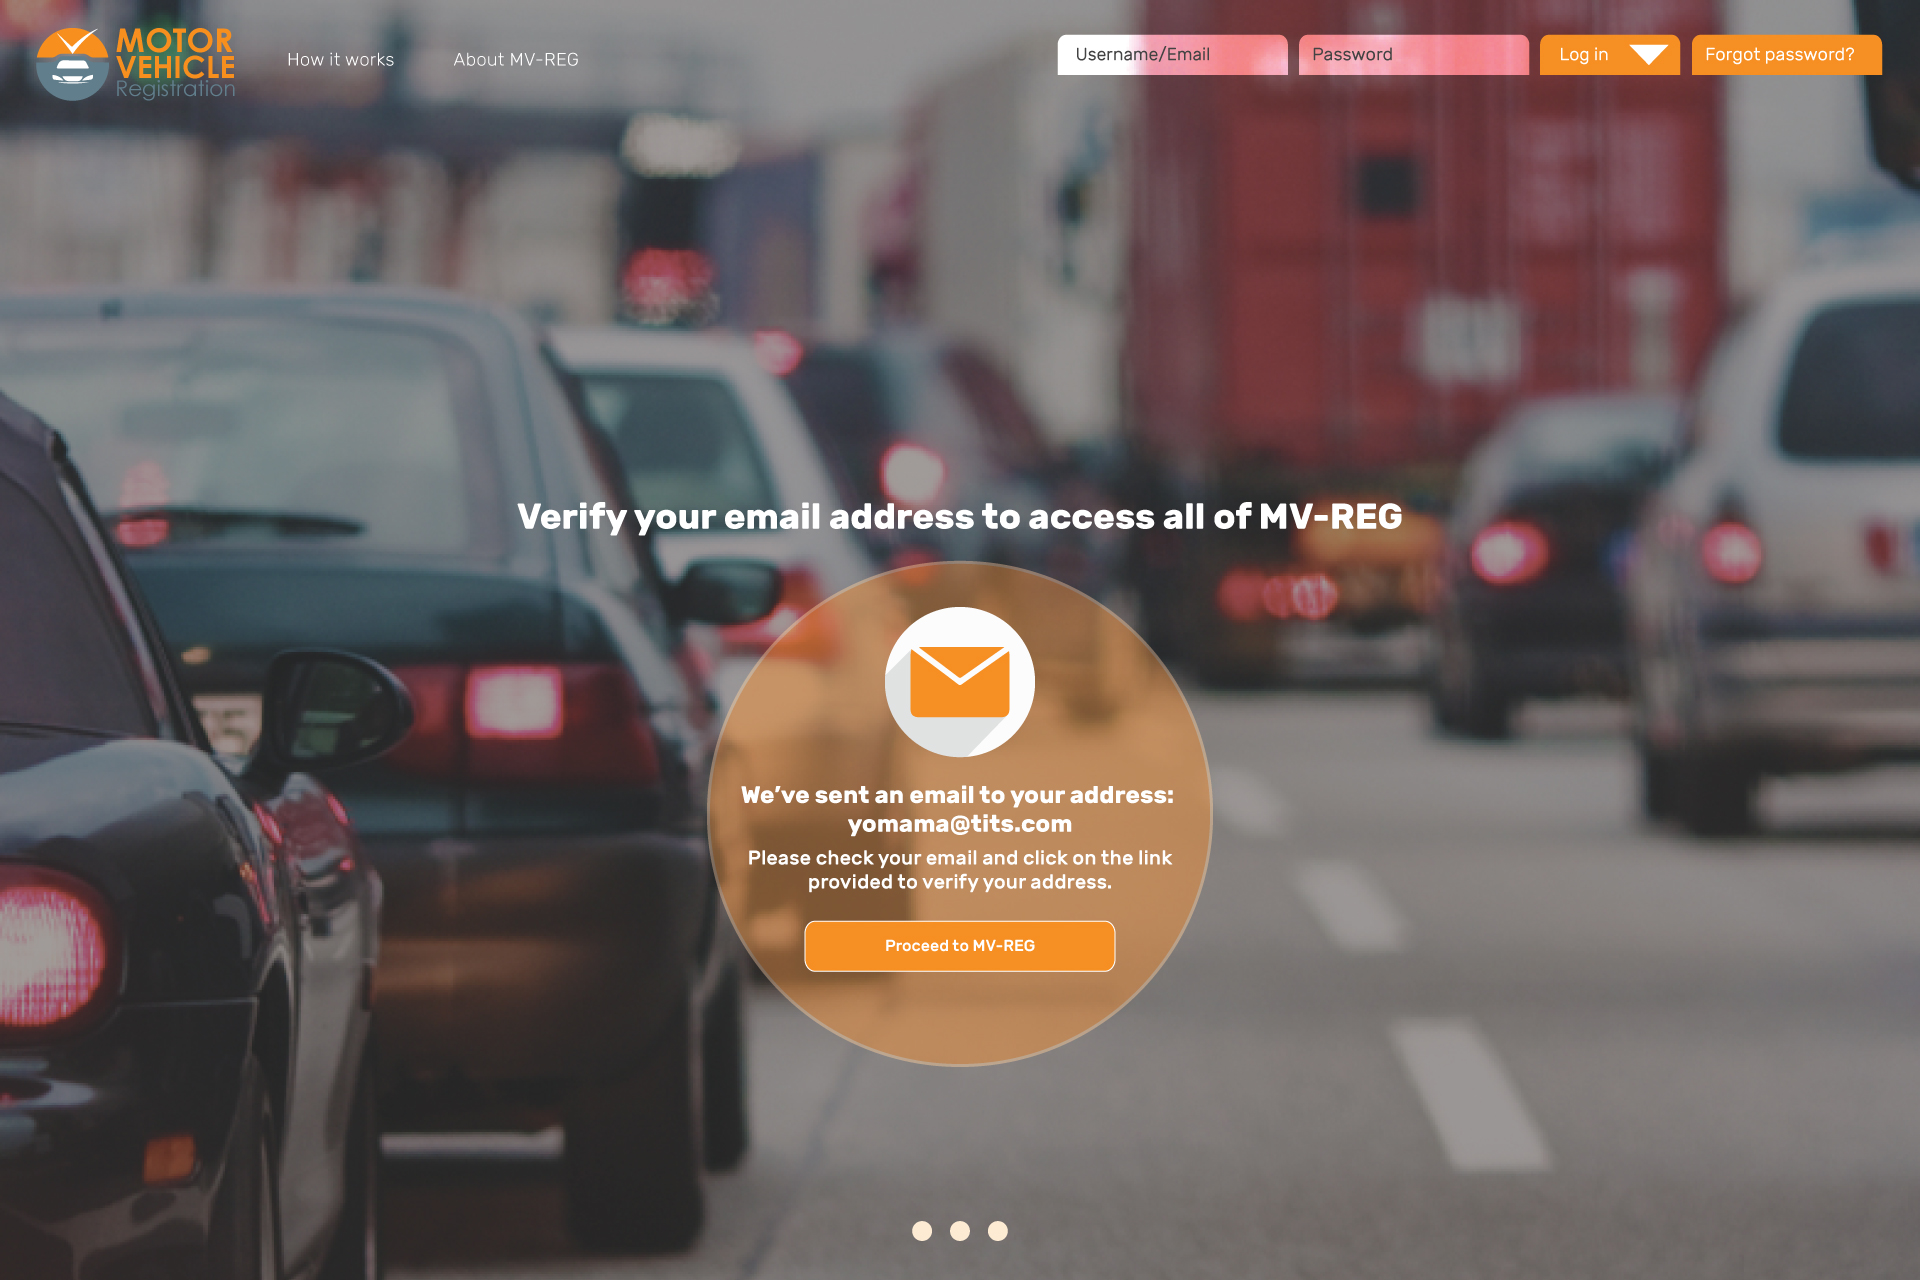 MOTOR
VEHICLE
Registration
How it works
About MV-REG
Username/Email
Password
Log in
Forgot password?
Verify your email address to access all of MV-REG
We've sent an email to your address:
yomama@tits.com
Please check your email and click on the link
provided to verify your address.
Proceed to MV-REG